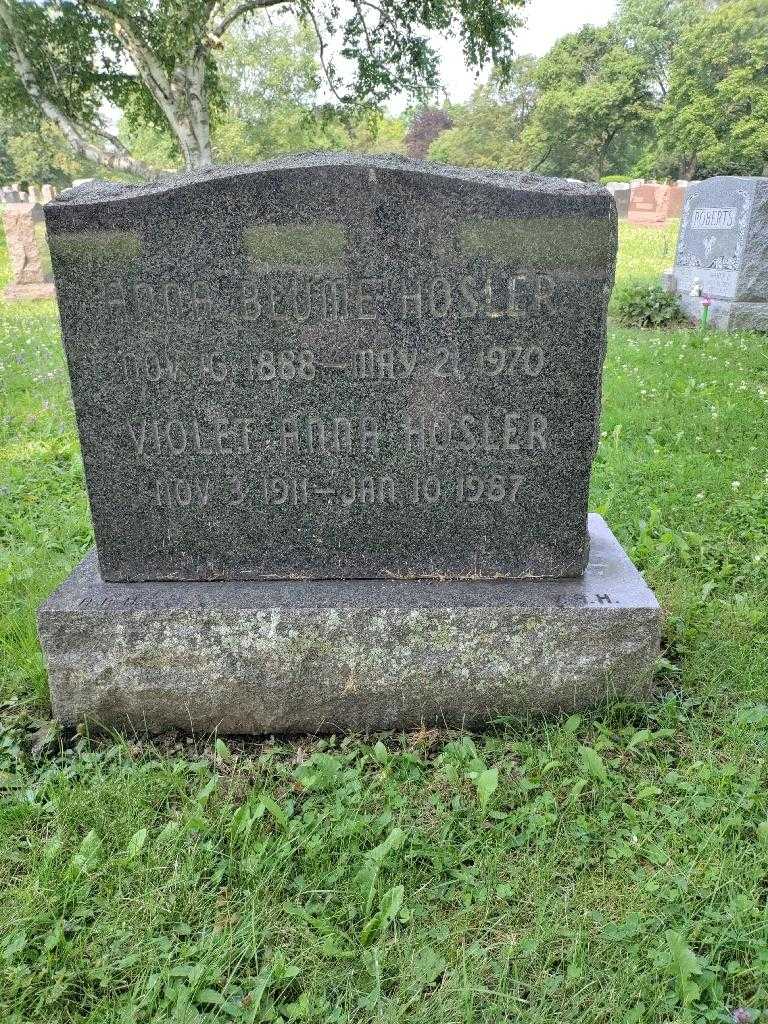 ANNA BLUME HOSLER
NOV 16 1888—MAY 21 1970
VIOLET ANNA HOSLER
NOV 3 1911—JAN 10 1987
ROBERTS